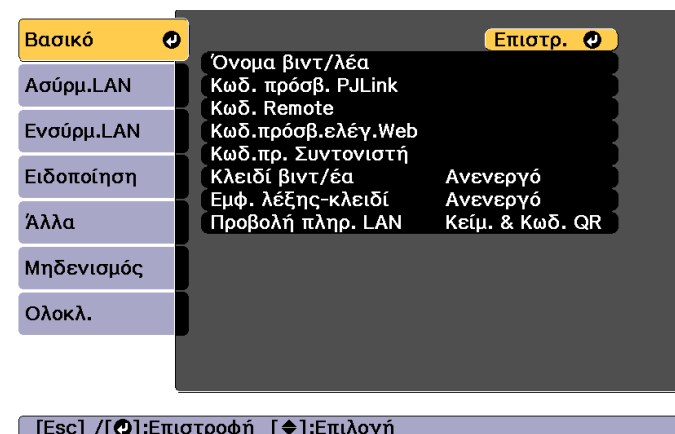 Βασικό
Ασύρμ.LAN
Ενσύρμ.LAN
Ειδοποίηση
Άλλα
Μηδενισμός
Ολοκλ.
Επιστρ.
Όνομα βιντ/λέα
Κωδ. πρόσβ. PJLink
Κωδ. Remote
Κωδ.πρόσβ.ελέγ.Web
Κωδ.πρ. Συντονιστή
Κλειδί βιντ/έα Ανενεργό
Εμφ. λέξης-κλειδί Ανενεργό
Προβολή πληρ. LAN Κείμ. & Κωδ. QR
[Esc] /[]:Επιστροφή []:Επιλογή